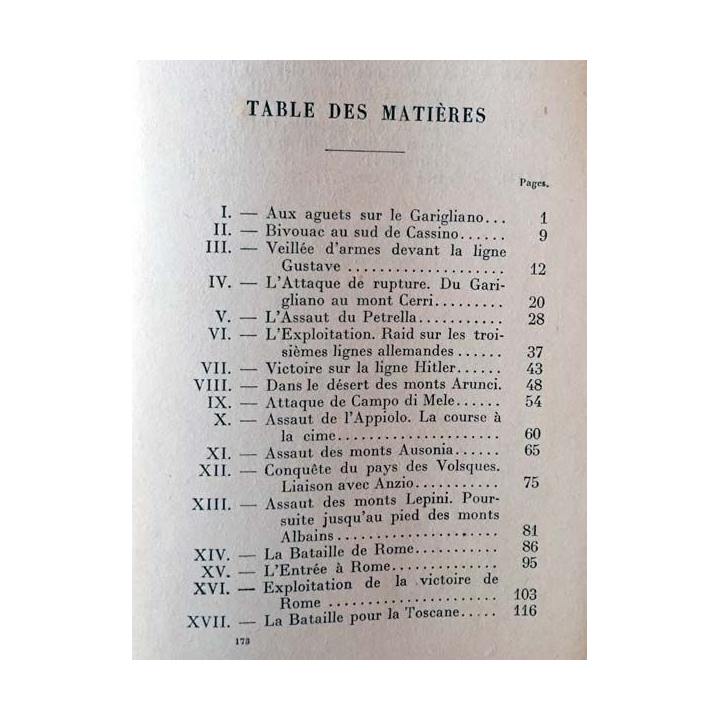 TABLE DES MATIÈRES
Pages.
I. — Aux aguets sur le Garigliano... 1
II. — Bivouac au sud de Cassino...... 9
III. — Veillée d'armes devant la ligne
Gustave .................... 12
IV. — L'Attaque de rupture. Du Gari-
gliano au mont Cerri......... 20
V. — L'Assaut du Petrella........... 28
VI. — L'Exploitation. Raid sur les troi-
sièmes lignes allemandes ...... 37
VII. — Victoire sur la ligne Hitler...... 43
VIII. — Dans le désert des monts Arunci. 48
IX. — Attaque de Campo di Mele...... 54
X. — Assaut de l'Appiolo. La course à
la cime..................... 60
XI. — Assaut des monts Ausonia...... 65
XII. — Conquête du pays des Volsques.
Liaison avec Anzio........... 75
XIII. — Assaut des monts Lepini. Pour-
suite jusqu'au pied des monts
Albains..................... 81
XIV. — La Bataille de Rome........... 86
XV. — L'Entrée à Rome.............. 95
XVI. — Exploitation de la victoire de
Rome ...................... 103
XVII. — La Bataille pour la Toscane..... 116
173